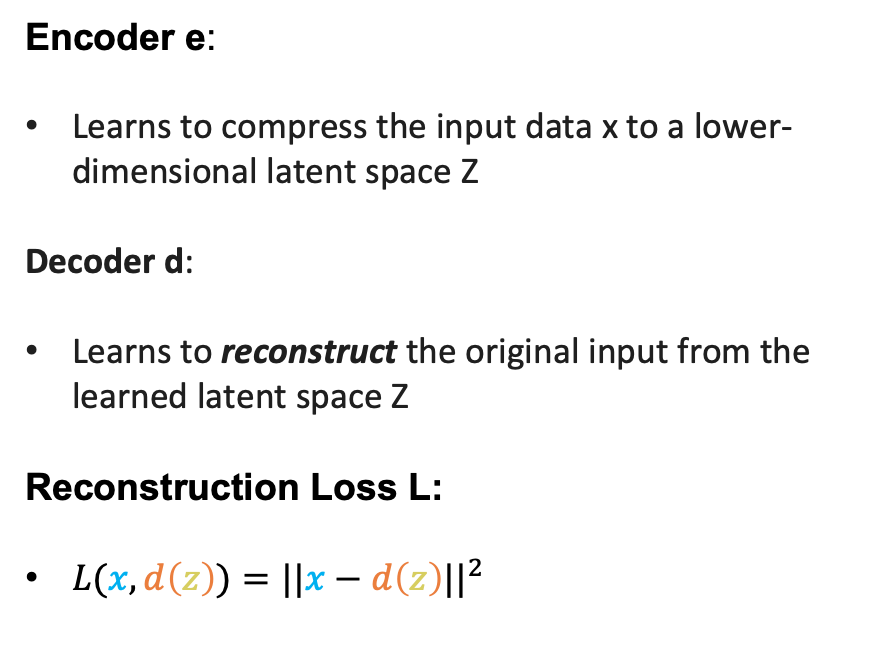 Encoder e:
• Learns to compress the input data x to a lower-
dimensional latent space Z
Decoder d:
• Learns to reconstruct the original input from the
learned latent space Z
Reconstruction Loss L:
• L(x, d(z)) = ||x − d(z)||²